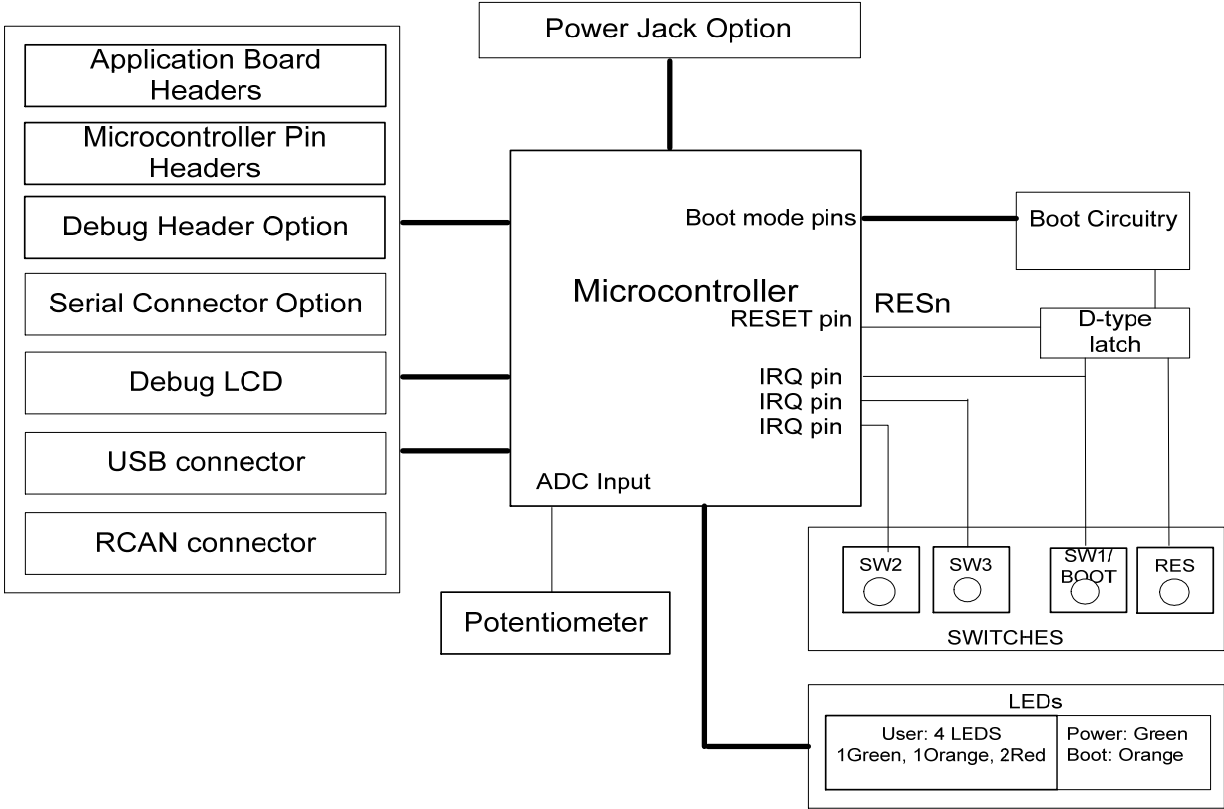 Power Jack Option
Application Board
Headers
Microcontroller Pin
Headers
Debug Header Option
Serial Connector Option
Debug LCD
USB connector
RCAN connector
Boot mode pins
Microcontroller
RESET pin
RESn
IRQ pin
IRQ pin
IRQ pin
ADC Input
Boot Circuitry
D-type
latch
Potentiometer
SW2
SW3
SW1/
BOOT
RES
SWITCHES
LEDs
User: 4 LEDS
1Green, 1Orange, 2Red
Power: Green
Boot: Orange